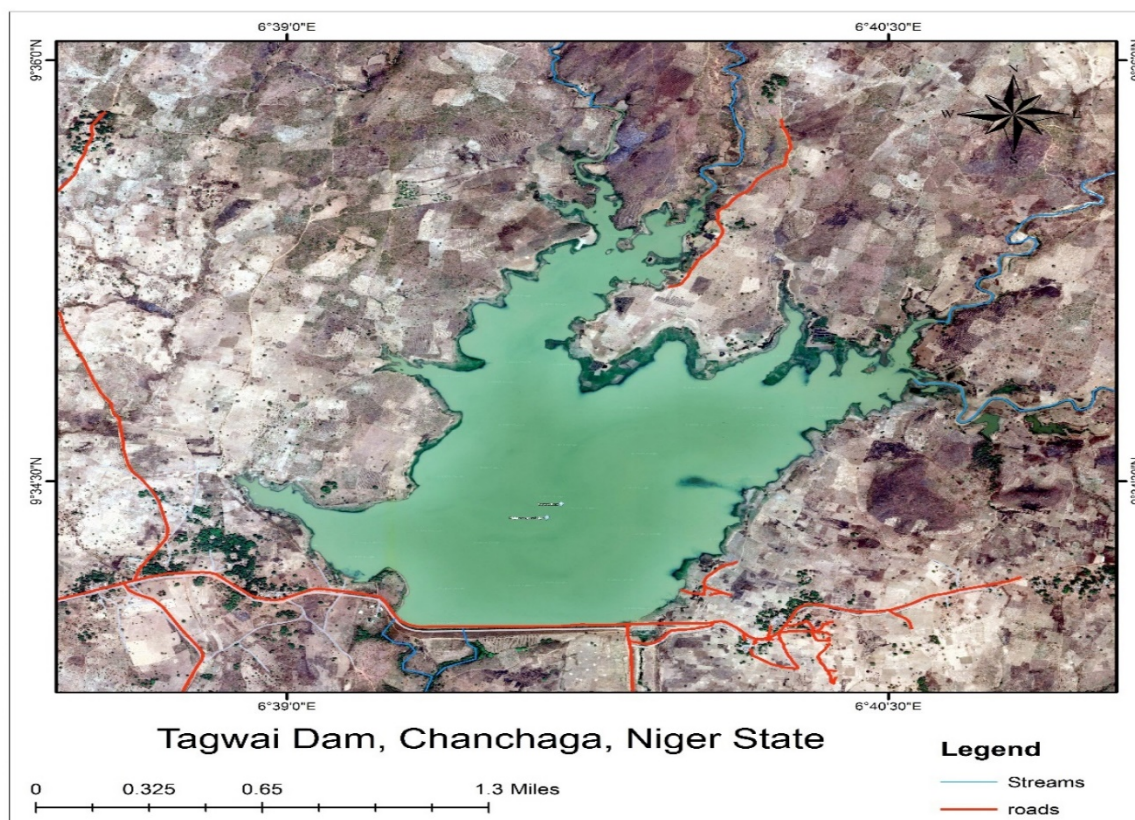 6°39'0"E 6°40'30"E
9°36'0"N
N
W
S
9°34'30"N
6°39'0"E 6°40'30"E
Tagwai Dam, Chanchaga, Niger State
Legend
Streams
roads
0 0.325 0.65 1.3 Miles